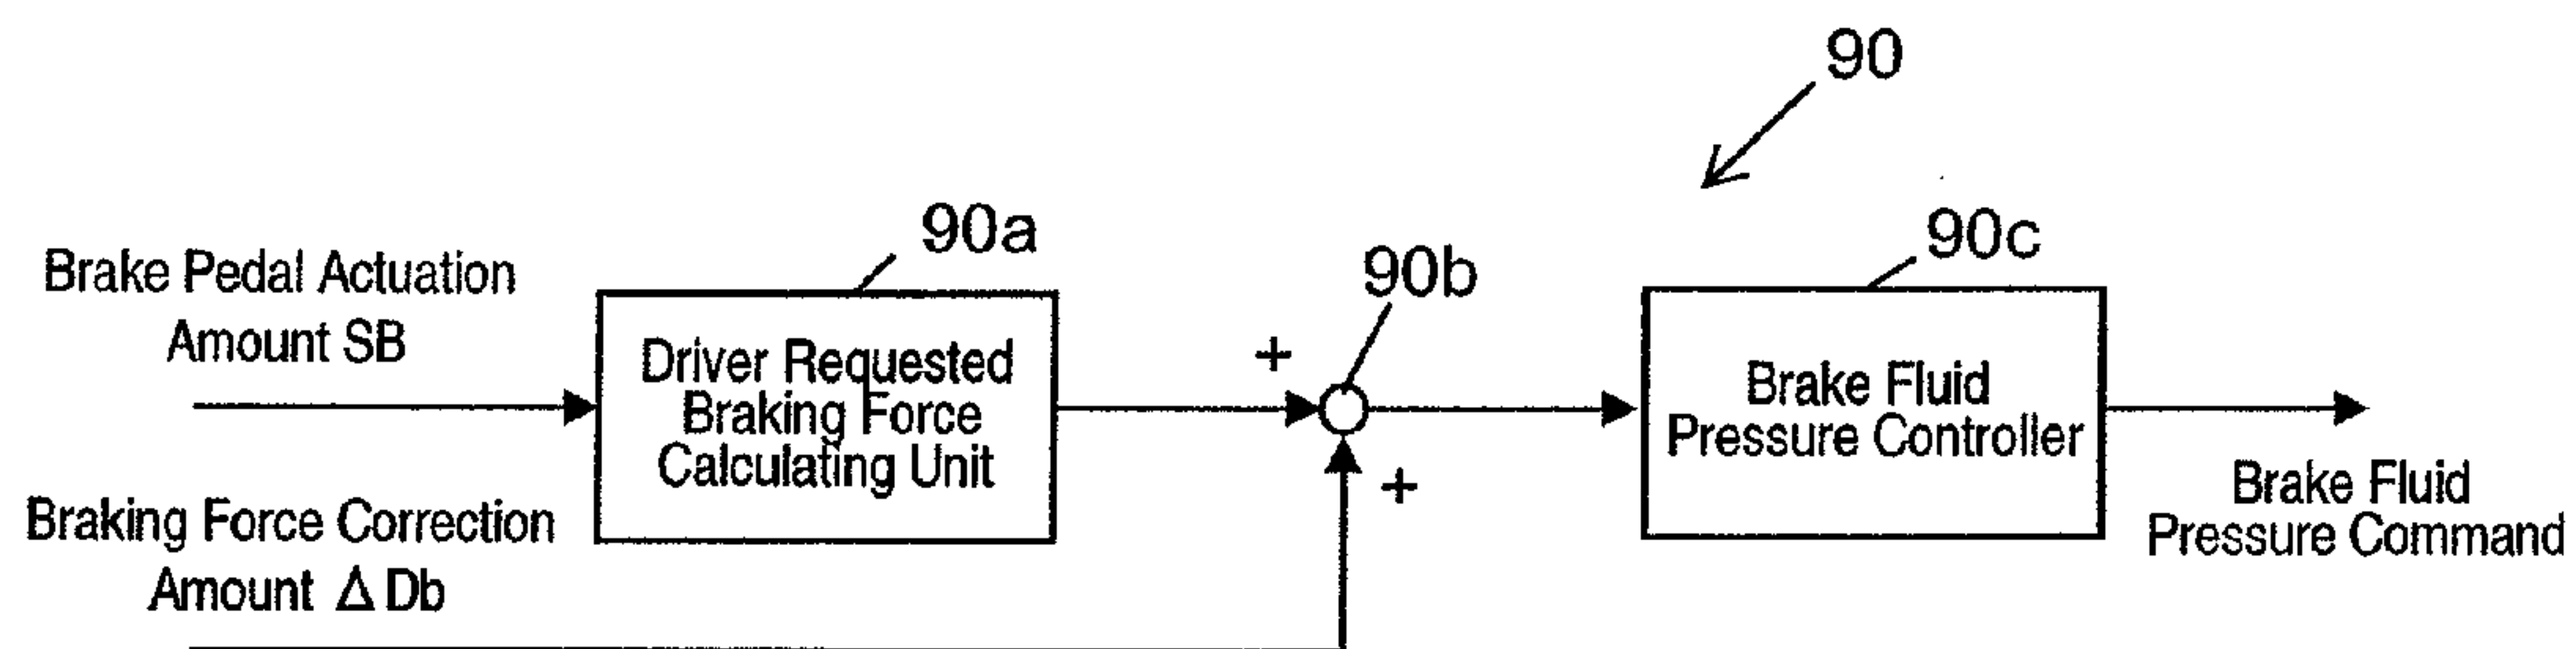 90
90a
90b
90c
Brake Pedal Actuation
Amount SB
Driver Requested
Braking Force
Calculating Unit
+
+
Brake Fluid
Pressure Controller
Braking Force Correction
Amount Δ Db
Brake Fluid
Pressure Command